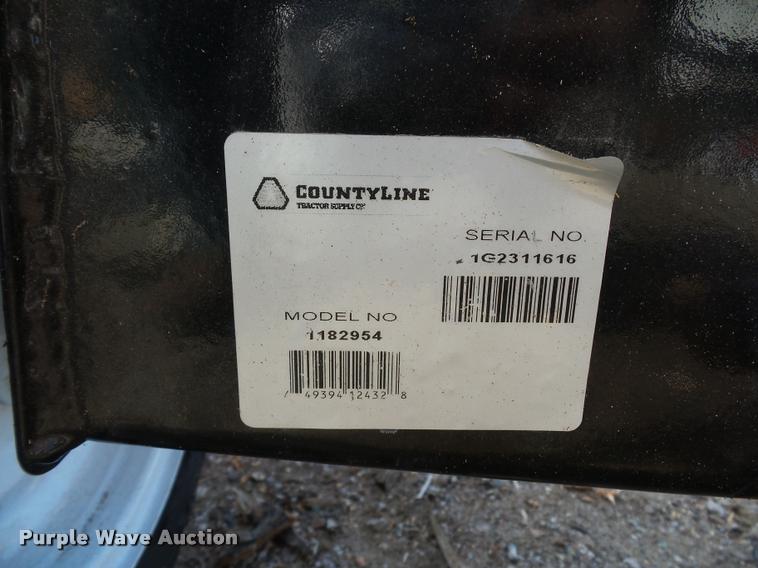 COUNTYLINE
TRACTOR SUPPLY CO
SERIAL NO.
1G2311616
MODEL NO
1182954
7 49394 12432 8
Purple Wave Auction